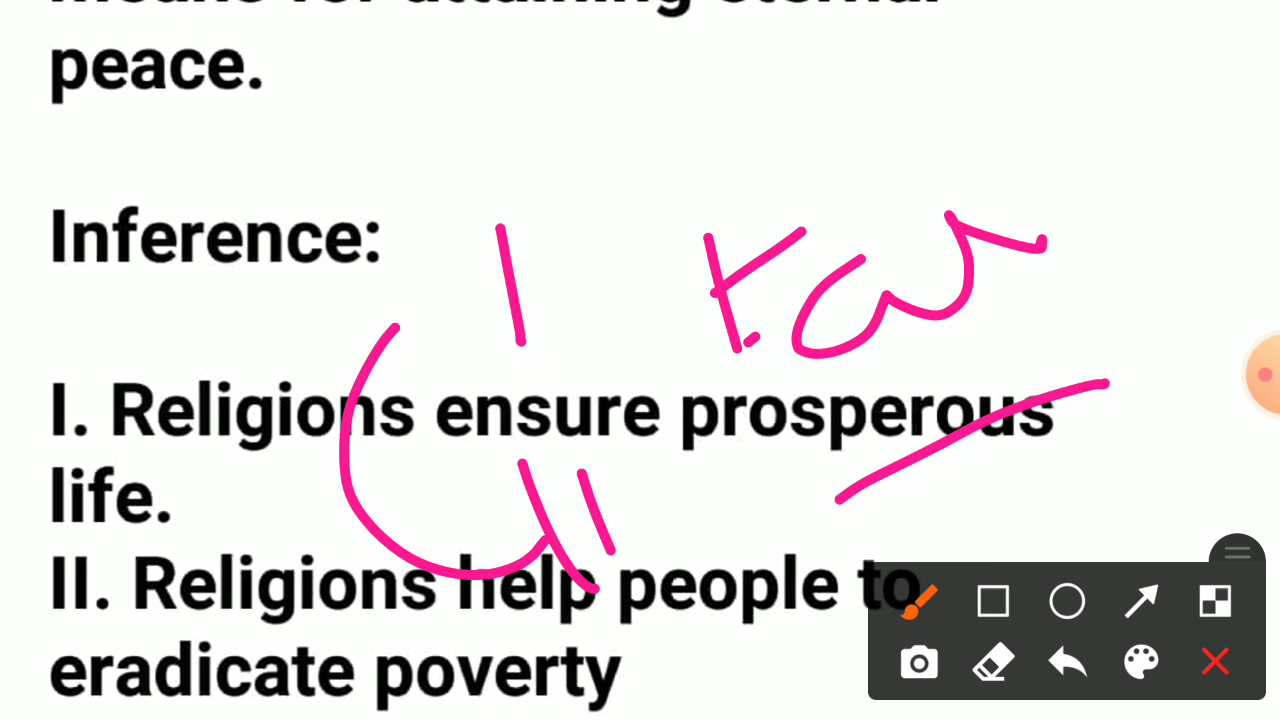 peace.
Inference:
I. Religions ensure prosperous
life.
II. Religions help people to
eradicate poverty